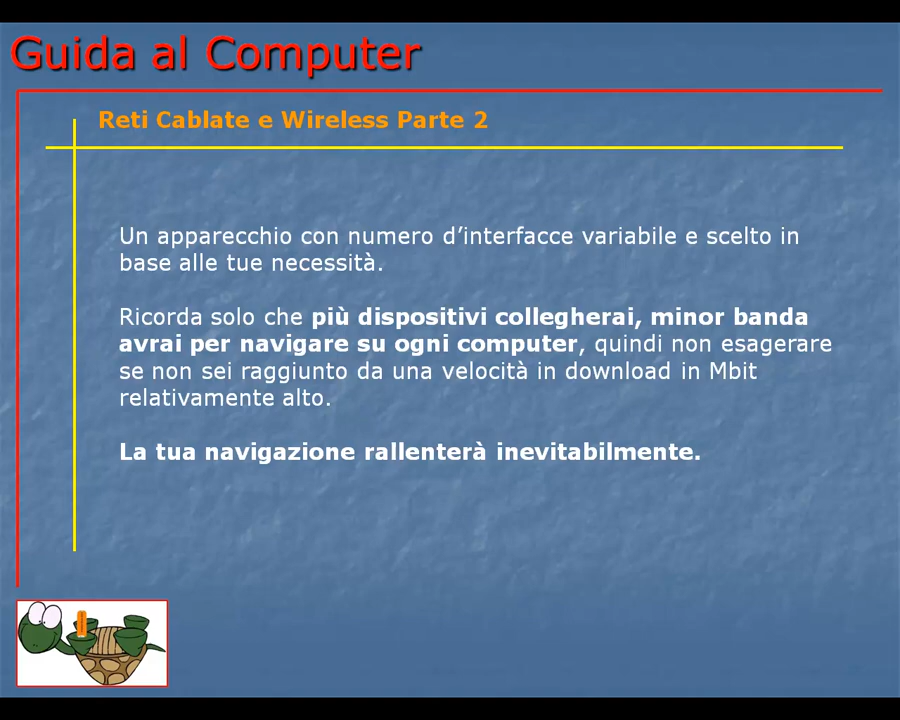 Guida al Computer
Reti Cablate e Wireless Parte 2
Un apparecchio con numero d’interfacce variabile e scelto in
base alle tue necessità.
Ricorda solo che più dispositivi collegherai, minor banda
avrai per navigare su ogni computer, quindi non esagerare
se non sei raggiunto da una velocità in download in Mbit
relativamente alto.
La tua navigazione rallenterà inevitabilmente.